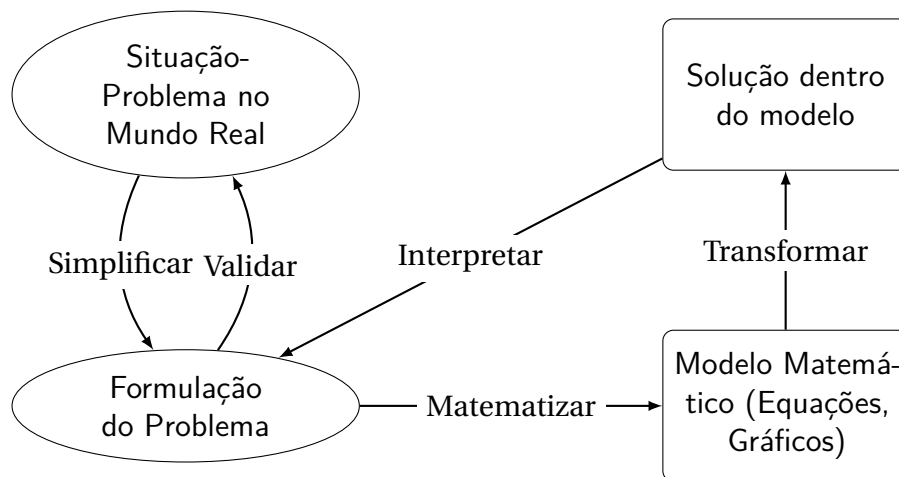 Situação-
Problema no
Mundo Real
Solução dentro
do modelo
Simplificar
Validar
Interpretar
Transformar
Formulação
do Problema
Matematizar
Modelo Matemá-
tico (Equações,
Gráficos)